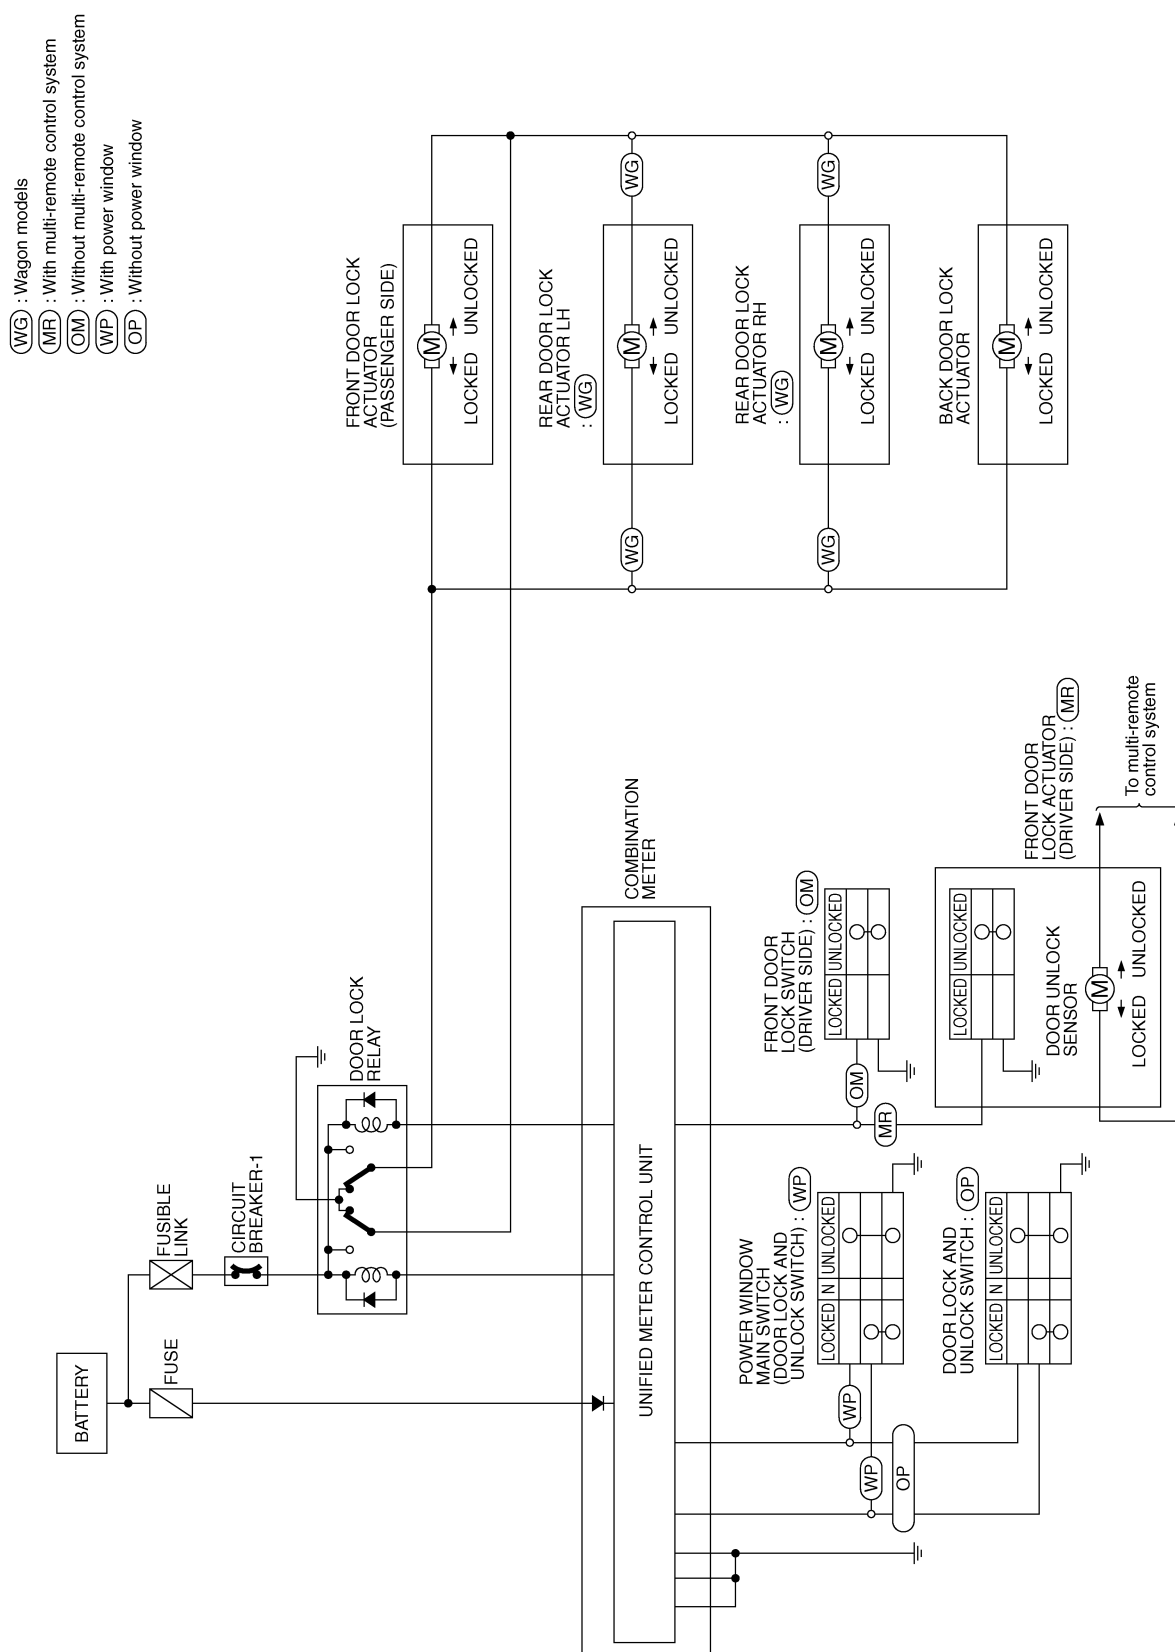 WG : Wagon models
MR : With multi-remote control system
OM : Without multi-remote control system
WP : With power window
OP : Without power window
BATTERY
FUSE
FUSIBLE
LINK
CIRCUIT
BREAKER-1
DOOR LOCK
RELAY
FRONT DOOR LOCK
ACTUATOR
(PASSENGER SIDE)
M
LOCKED UNLOCKED
REAR DOOR LOCK
ACTUATOR LH
: WG
WG
M
WG
LOCKED UNLOCKED
REAR DOOR LOCK
ACTUATOR RH
: WG
WG
M
WG
LOCKED UNLOCKED
BACK DOOR LOCK
ACTUATOR
M
LOCKED UNLOCKED
COMBINATION
METER
UNIFIED METER CONTROL UNIT
POWER WINDOW
MAIN SWITCH
(DOOR LOCK AND
UNLOCK SWITCH) : WP
LOCKED N UNLOCKED
WP
WP
OP
DOOR LOCK AND
UNLOCK SWITCH : OP
LOCKED N UNLOCKED
FRONT DOOR
LOCK SWITCH
(DRIVER SIDE) : OM
LOCKED UNLOCKED
OM
MR
FRONT DOOR
LOCK ACTUATOR
(DRIVER SIDE) : MR
LOCKED UNLOCKED
DOOR UNLOCK
SENSOR
M
LOCKED UNLOCKED
To multi-remote
control system